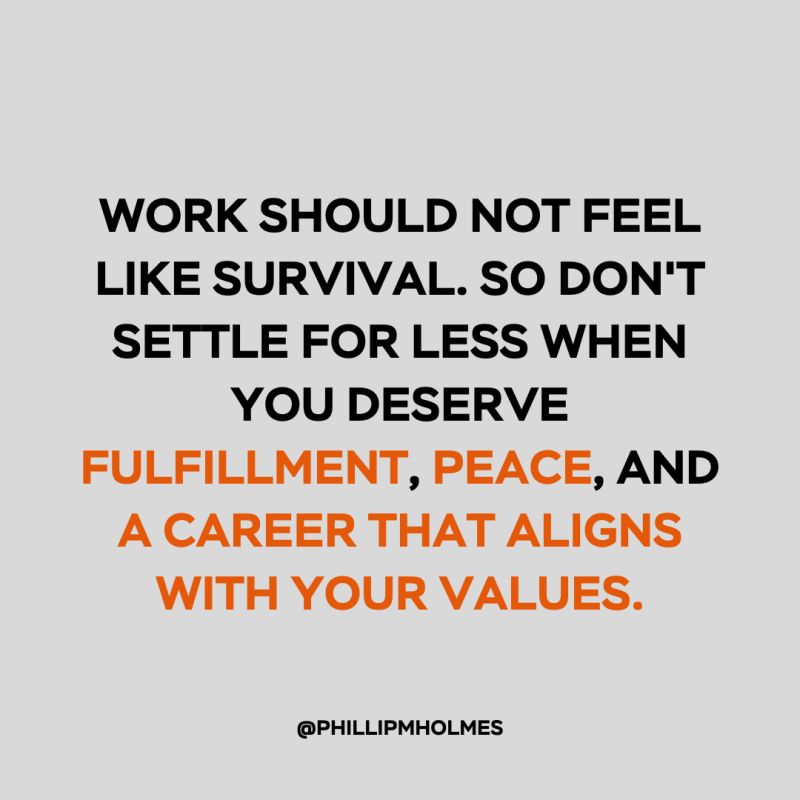 WORK SHOULD NOT FEEL
LIKE SURVIVAL. SO DON'T
SETTLE FOR LESS WHEN
YOU DESERVE
FULFILLMENT, PEACE, AND
A CAREER THAT ALIGNS
WITH YOUR VALUES.
@PHILLIPMHOLMES